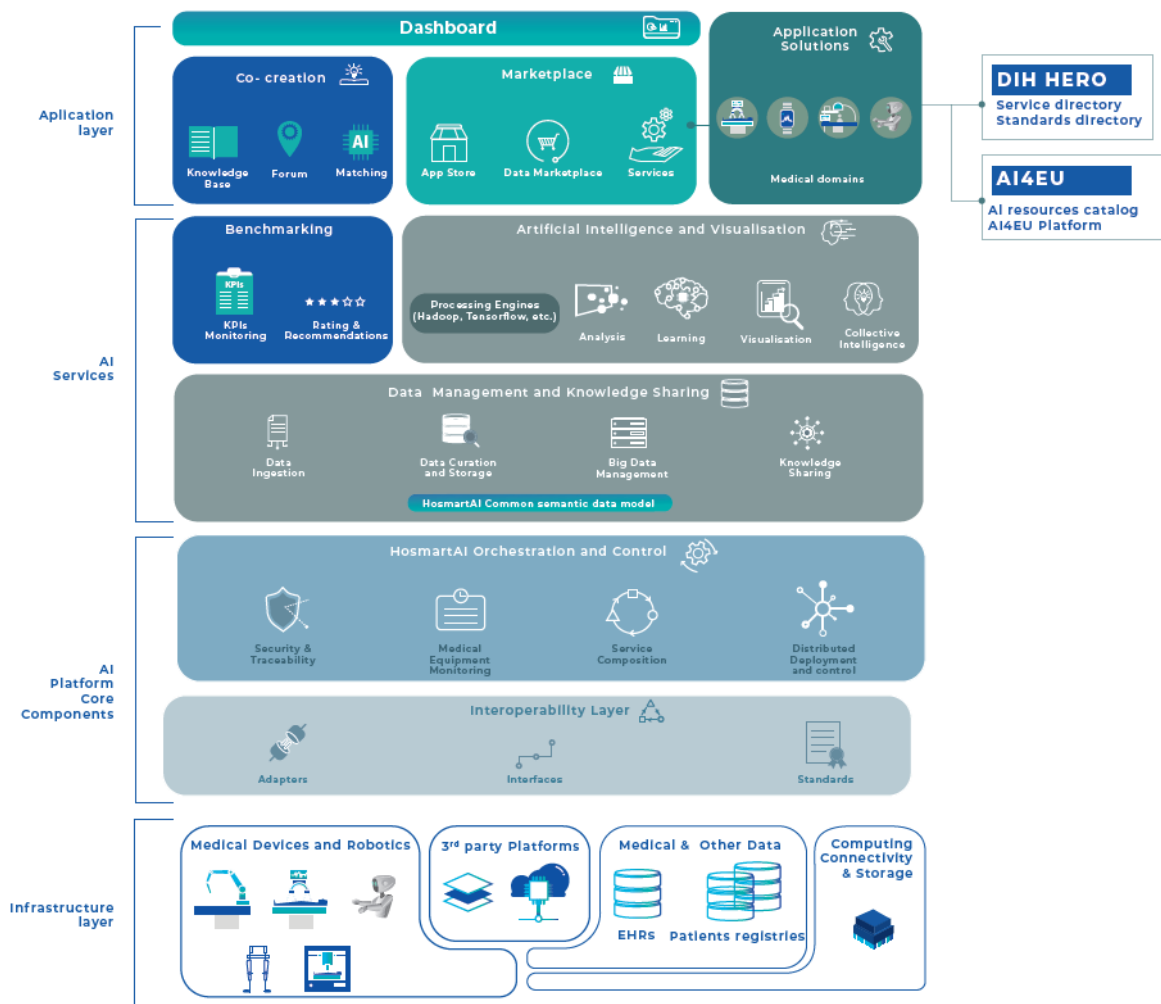 Dashboard
Application
Solutions
Co- creation
Marketplace
DIH HERO
Service directory
Standards directory
Aplication
layer
AI
Knowledge
Base
Forum
Matching
App Store
Data Marketplace
Services
Medical domains
AI4EU
AI resources catalog
AI4EU Platform
Benchmarking
Artificial Intelligence and Visualisation
KPIs
KPIs
Monitoring
Rating &
Recommendations
Processing Engines
(Hadoop, Tensorflow, etc.)
Analysis
Learning
Visualisation
Collective
Intelligence
AI
Services
Data Management and Knowledge Sharing
Data
Ingestion
Data Curation
and Storage
Big Data
Management
Knowledge
Sharing
HosmartAI Common semantic data model
HosmartAI Orchestration and Control
Security &
Traceability
Medical
Equipment
Monitoring
Service
Composition
Distributed
Deployment
and control
AI
Platform
Core
Components
Interoperability Layer
Adapters
Interfaces
Standards
Medical Devices and Robotics
3rd party Platforms
Medical & Other Data
Computing
Connectivity
& Storage
EHRs
Patients registries
Infrastructure
layer